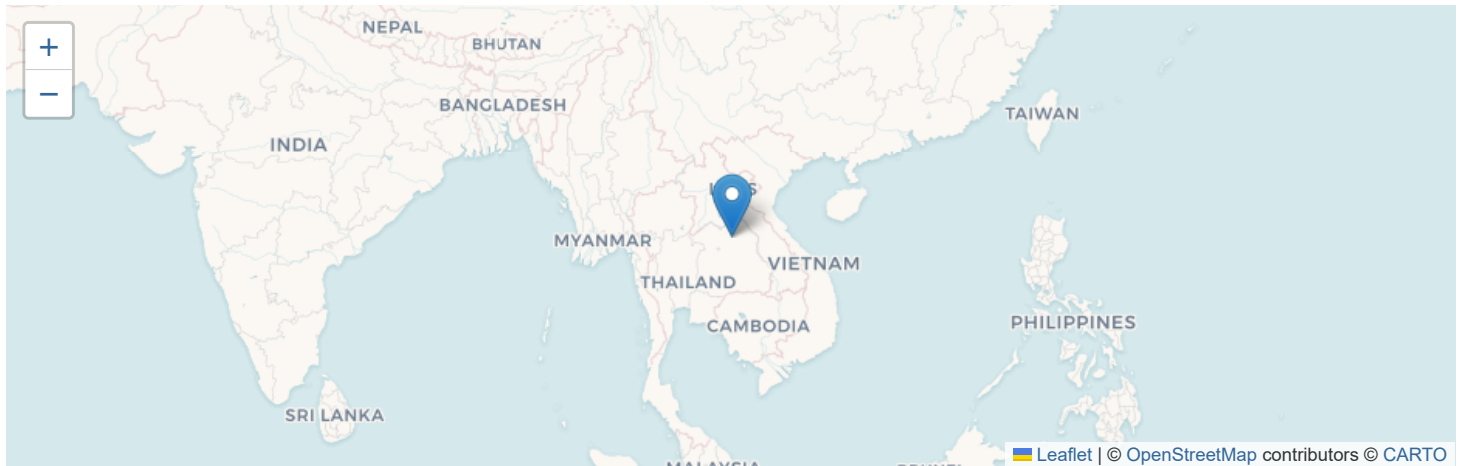 NEPAL
BHUTAN
+
−
BANGLADESH
TAIWAN
INDIA
MYANMAR
VIETNAM
THAILAND
PHILIPPINES
CAMBODIA
SRI LANKA
Leaflet | © OpenStreetMap contributors © CARTO